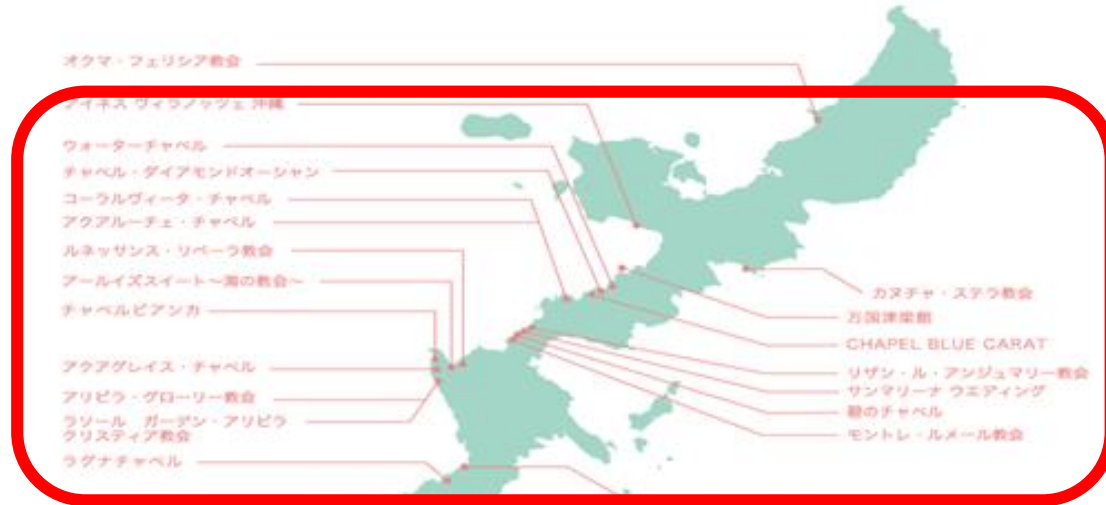 オクマ・フェリシア教会
アイネス ヴィラノッツェ 沖縄
ウォーターチャペル
チャペル・ダイアモンドオーシャン
コーラルヴィータ・チャペル
アクアルーチェ・チャペル
ルネッサンス・リベーラ教会
アールイズスイート～海の教会～
チャペルビアンカ
アクアグレイス・チャペル
アリビラ・グローリー教会
ラソール ガーデン・アリビラ
クリスティア教会
ラグナチャペル
カヌチャ・ステラ教会
万国津梁館
CHAPEL BLUE CARAT
リザン・ル・アンジュマリー教会
サンマリーナ ウエディング
のチャペル
モントレ・ルメール教会